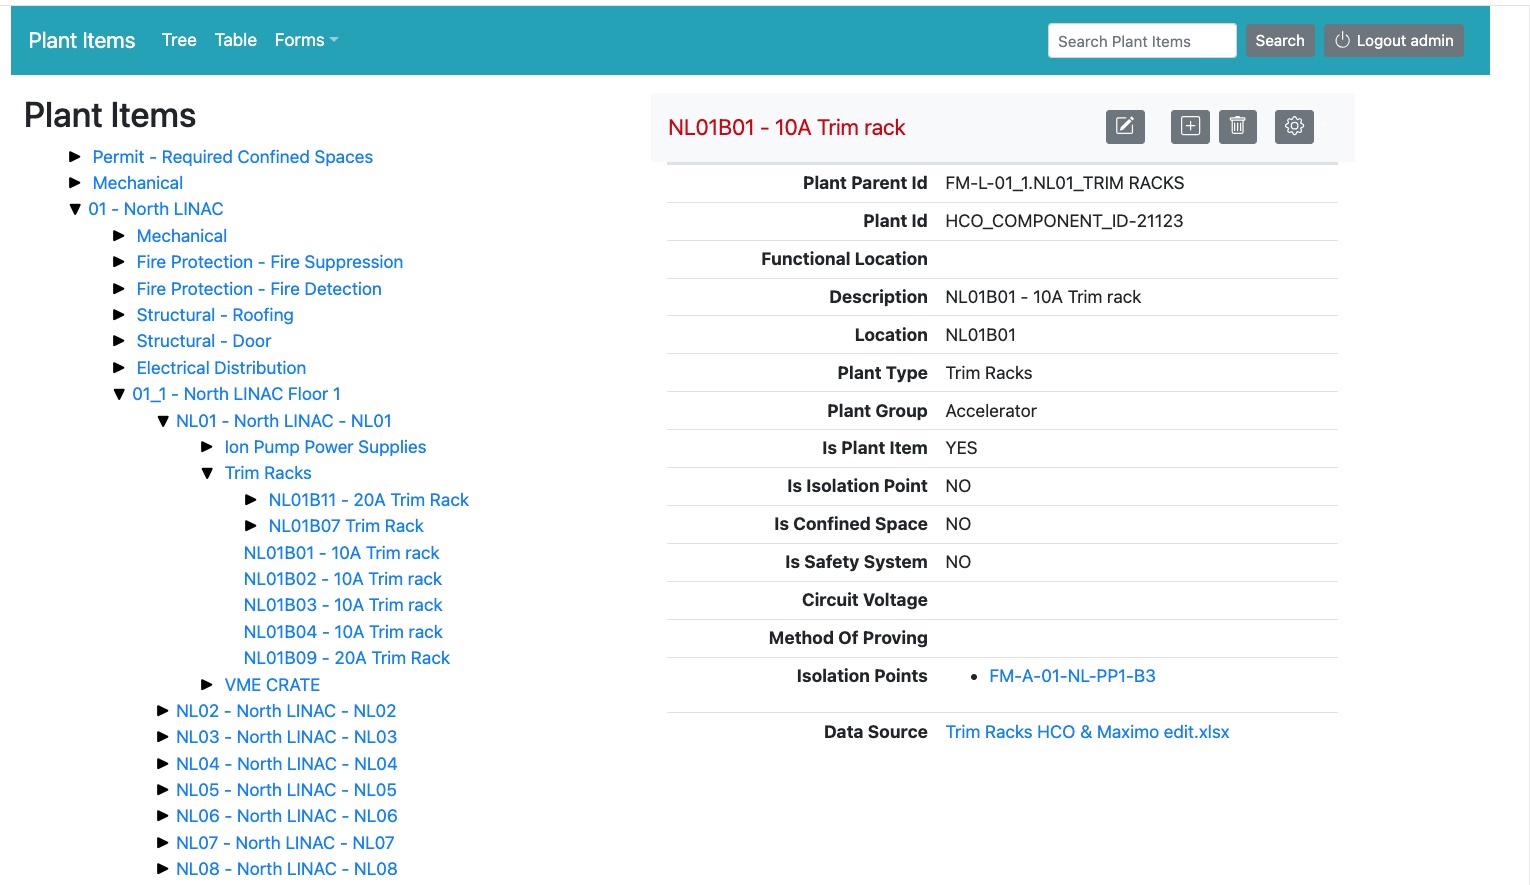 Plant Items Tree Table Forms Search Plant Items Search Logout admin
Plant Items
Permit - Required Confined Spaces
Mechanical
01 - North LINAC
Mechanical
Fire Protection - Fire Suppression
Fire Protection - Fire Detection
Structural - Roofing
Structural - Door
Electrical Distribution
01_1 - North LINAC Floor 1
NL01 - North LINAC - NL01
Ion Pump Power Supplies
Trim Racks
NL01B11 - 20A Trim Rack
NL01B07 Trim Rack
NL01B01 - 10A Trim rack
NL01B02 - 10A Trim rack
NL01B03 - 10A Trim rack
NL01B04 - 10A Trim rack
NL01B09 - 20A Trim Rack
VME CRATE
NL02 - North LINAC - NL02
NL03 - North LINAC - NL03
NL04 - North LINAC - NL04
NL05 - North LINAC - NL05
NL06 - North LINAC - NL06
NL07 - North LINAC - NL07
NL08 - North LINAC - NL08
NL01B01 - 10A Trim rack
Plant Parent Id FM-L-01_1.NL01_TRIM RACKS
Plant Id HCO_COMPONENT_ID-21123
Functional Location
Description NL01B01 - 10A Trim rack
Location NL01B01
Plant Type Trim Racks
Plant Group Accelerator
Is Plant Item YES
Is Isolation Point NO
Is Confined Space NO
Is Safety System NO
Circuit Voltage
Method Of Proving
Isolation Points • FM-A-01-NL-PP1-B3
Data Source Trim Racks HCO & Maximo edit.xlsx